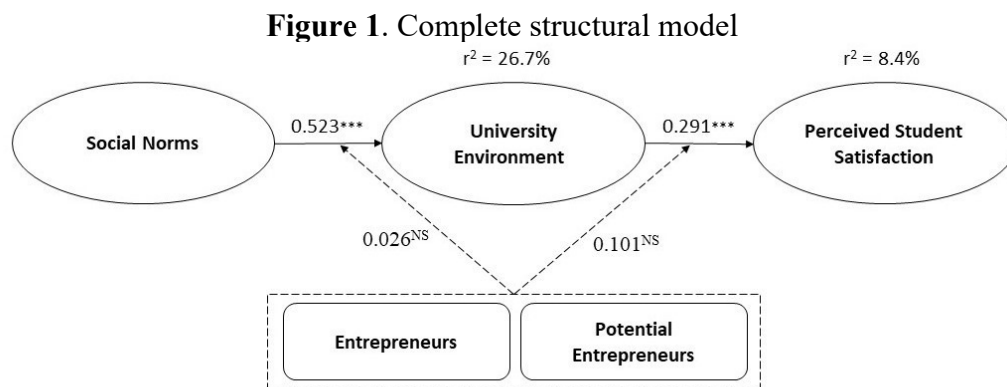 Figure 1. Complete structural model
r² = 26.7%
r² = 8.4%
Social Norms
0.523***
University
Environment
0.291***
Perceived Student
Satisfaction
0.026ᴺˢ
0.101ᴺˢ
Entrepreneurs
Potential
Entrepreneurs